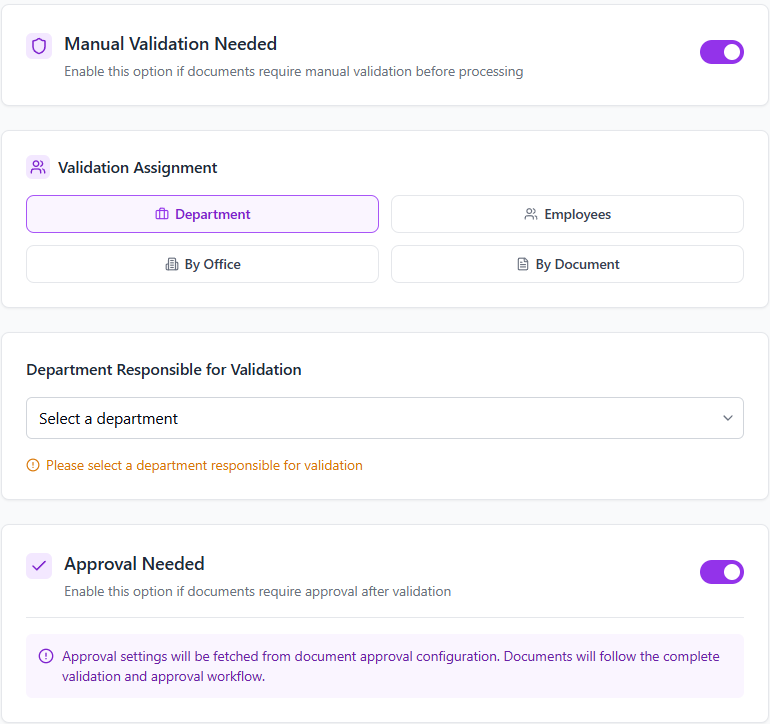 Manual Validation Needed
Enable this option if documents require manual validation before processing
Validation Assignment
Department
Employees
By Office
By Document
Department Responsible for Validation
Select a department
Please select a department responsible for validation
Approval Needed
Enable this option if documents require approval after validation
Approval settings will be fetched from document approval configuration. Documents will follow the complete
validation and approval workflow.